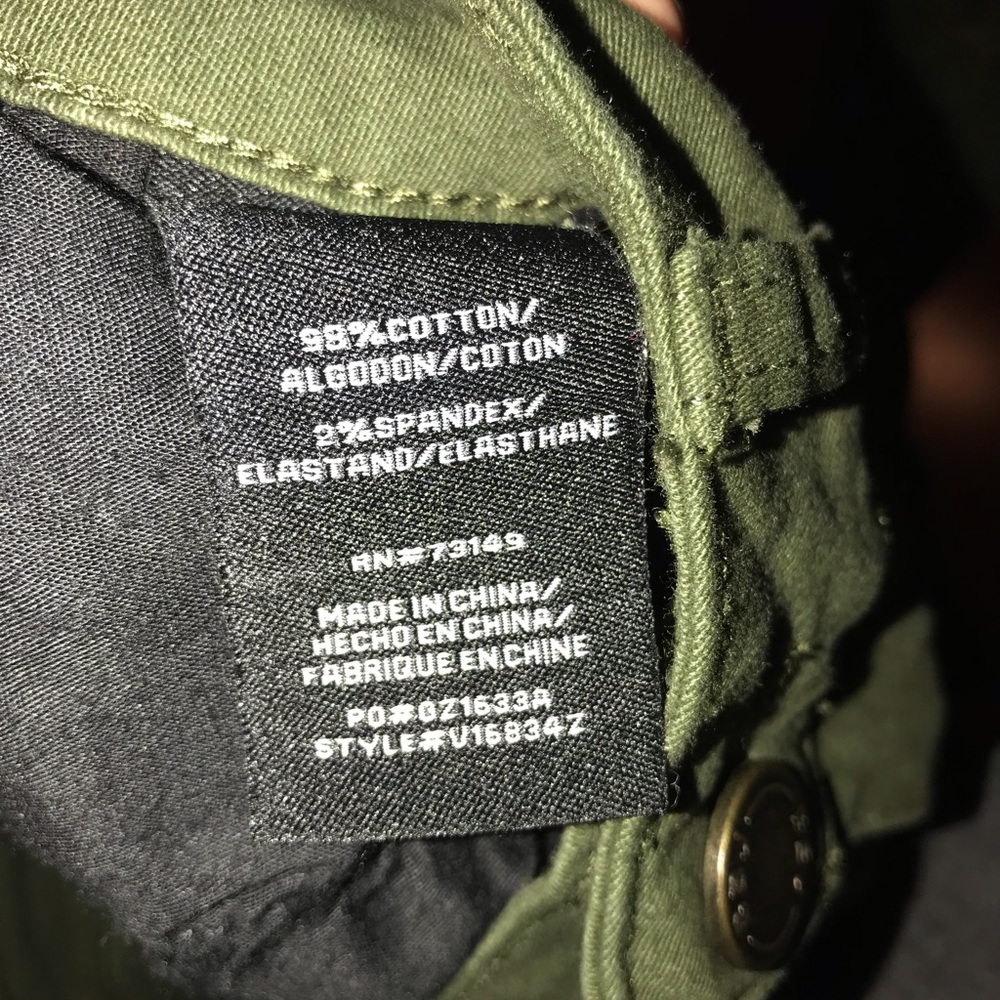 98%COTTON/
ALGODON/COTON
2%SPANDEX/
ELASTANO/ELASTHANE
RN#73149
MADE IN CHINA/
HECHO EN CHINA/
FABRIQUE EN CHINE
PO#GZ1633A
STYLE#V16834Z